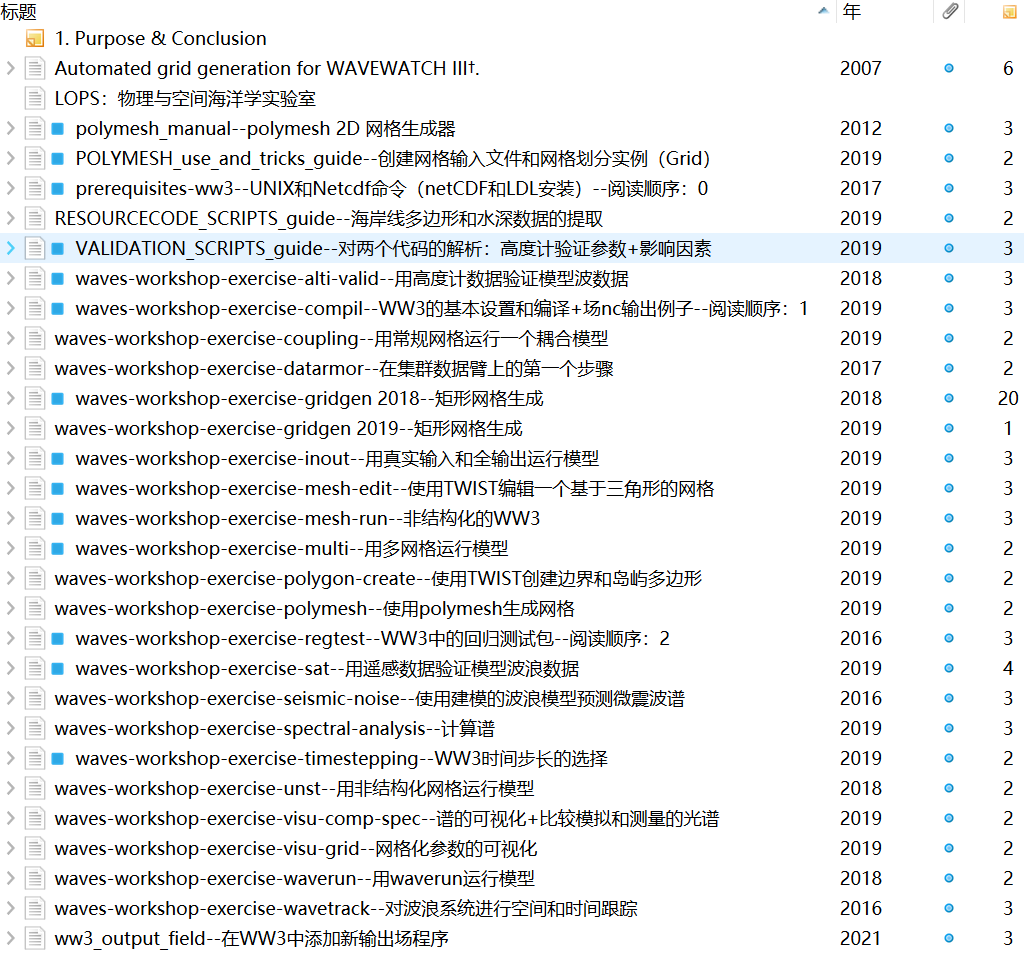 标题 年
1. Purpose & Conclusion
Automated grid generation for WAVEWATCH III†. 2007 6
LOPS：物理与空间海洋学实验室
polymesh_manual--polymesh 2D 网格生成器 2012 3
POLYMESH_use_and_tricks_guide--创建网格输入文件和网格划分实例（Grid） 2019 2
prerequisites-ww3--UNIX和Netcdf命令（netCDF和LDL安装）--阅读顺序：0 2017 3
RESOURCECODE_SCRIPTS_guide--海岸线多边形和水深数据的提取 2019 2
VALIDATION_SCRIPTS_guide--对两个代码的解析：高度计验证参数+影响因素 2019 3
waves-workshop-exercise-alti-valid--用高度计数据验证模型波数据 2018 3
waves-workshop-exercise-compil--WW3的基本设置和编译+场nc输出例子--阅读顺序：1 2019 3
waves-workshop-exercise-coupling--用常规网格运行一个耦合模型 2019 2
waves-workshop-exercise-datarmor--在集群数据臂上的第一个步骤 2017 2
waves-workshop-exercise-gridgen 2018--矩形网格生成 2018 20
waves-workshop-exercise-gridgen 2019--矩形网格生成 2019 1
waves-workshop-exercise-inout--用真实输入和全输出运行模型 2019 3
waves-workshop-exercise-mesh-edit--使用TWIST编辑一个基于三角形的网格 2019 3
waves-workshop-exercise-mesh-run--非结构化的WW3 2019 3
waves-workshop-exercise-multi--用多网格运行模型 2019 2
waves-workshop-exercise-polygon-create--使用TWIST创建边界和岛屿多边形 2019 2
waves-workshop-exercise-polymesh--使用polymesh生成网格 2019 2
waves-workshop-exercise-regtest--WW3中的回归测试包--阅读顺序：2 2016 3
waves-workshop-exercise-sat--用遥感数据验证模型波浪数据 2019 4
waves-workshop-exercise-seismic-noise--使用建模的波浪模型预测微震波谱 2016 3
waves-workshop-exercise-spectral-analysis--计算谱 2019 3
waves-workshop-exercise-timestepping--WW3时间步长的选择 2019 2
waves-workshop-exercise-unst--用非结构化网格运行模型 2018 2
waves-workshop-exercise-visu-comp-spec--谱的可视化+比较模拟和测量的光谱 2019 2
waves-workshop-exercise-visu-grid--网格化参数的可视化 2019 2
waves-workshop-exercise-waverun--用waverun运行模型 2018 2
waves-workshop-exercise-wavetrack--对波浪系统进行空间和时间跟踪 2016 3
ww3_output_field--在WW3中添加新输出场程序 2021 3